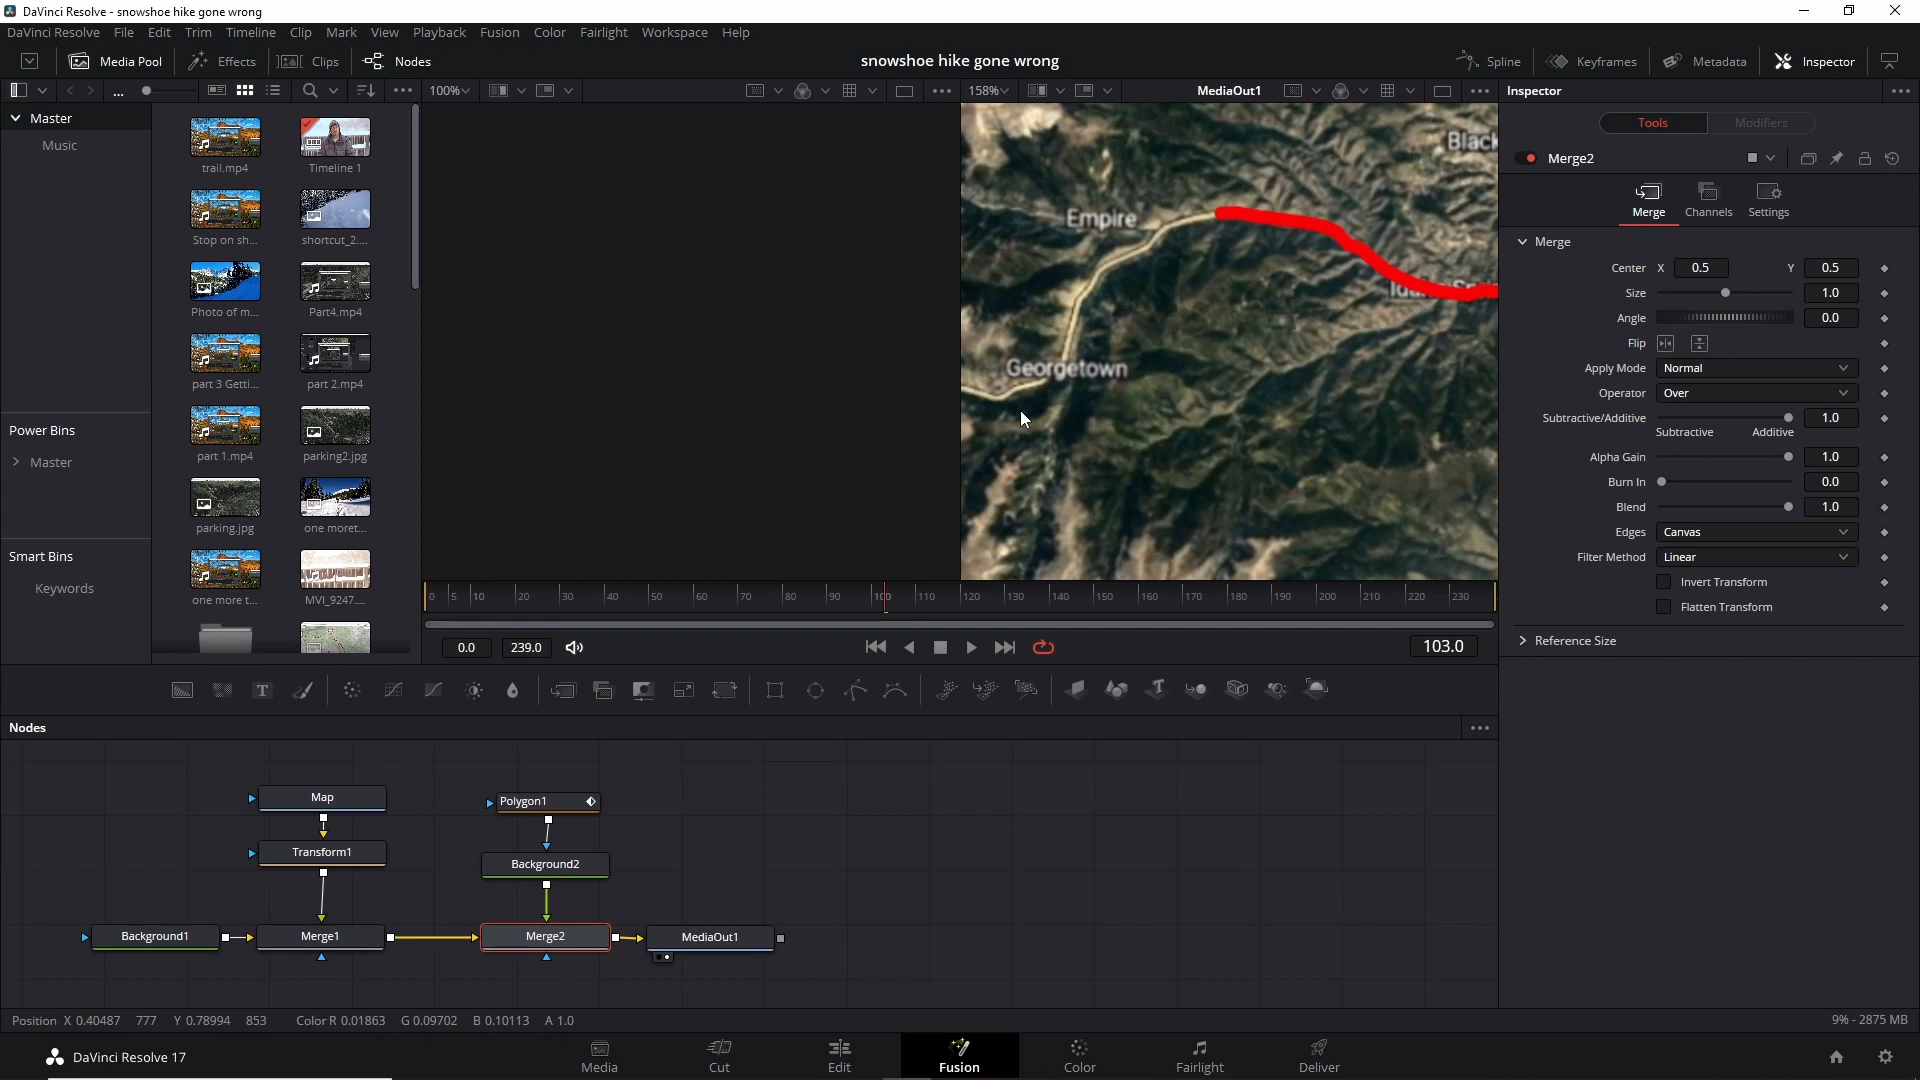 DaVinci Resolve - snowshoe hike gone wrong
DaVinci Resolve File Edit Trim Timeline Clip Mark View Playback Fusion Color Fairlight Workspace Help
Media Pool Effects Clips Nodes snowshoe hike gone wrong Spline Keyframes Metadata Inspector
... 100% 158% MediaOut1 Inspector
Master
Music
trail.mp4 Timeline 1
Stop on sh... shortcut_2....
Photo of m... Part4.mp4
part 3 Getti... part 2.mp4
part 1.mp4 parking2.jpg
parking.jpg one moret...
one more t... MVI_9247....
Power Bins
Master
Smart Bins
Keywords
Black
Empire
Georgetown
Tools Modifiers
Merge2
Merge Channels Settings
Merge
Center X 0.5 Y 0.5
Size 1.0
Angle 0.0
Flip
Apply Mode Normal
Operator Over
Subtractive/Additive 1.0
Subtractive Additive
Alpha Gain 1.0
Burn In 0.0
Blend 1.0
Edges Canvas
Filter Method Linear
Invert Transform
Flatten Transform
Reference Size
0 5 10 20 30 40 50 60 70 80 90 100 110 120 130 140 150 160 170 180 190 200 210 220 230
0.0 239.0 103.0
Nodes
Map
Polygon1
Transform1
Background2
Background1 Merge1 Merge2 MediaOut1
Position X 0.40487 777 Y 0.78994 853 Color R 0.01863 G 0.09702 B 0.10113 A 1.0 9% - 2875 MB
DaVinci Resolve 17
Media Cut Edit Fusion Color Fairlight Deliver